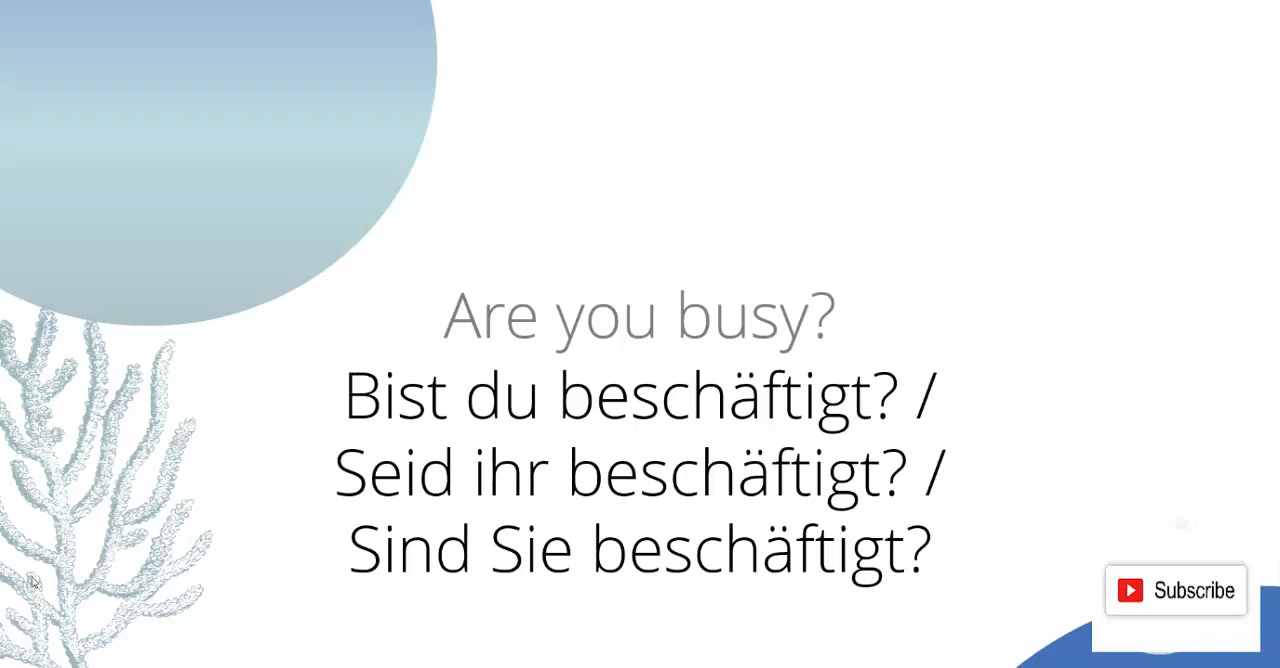 Are you busy?
Bist du beschäftigt? /
Seid ihr beschäftigt? /
Sind Sie beschäftigt?
Subscribe